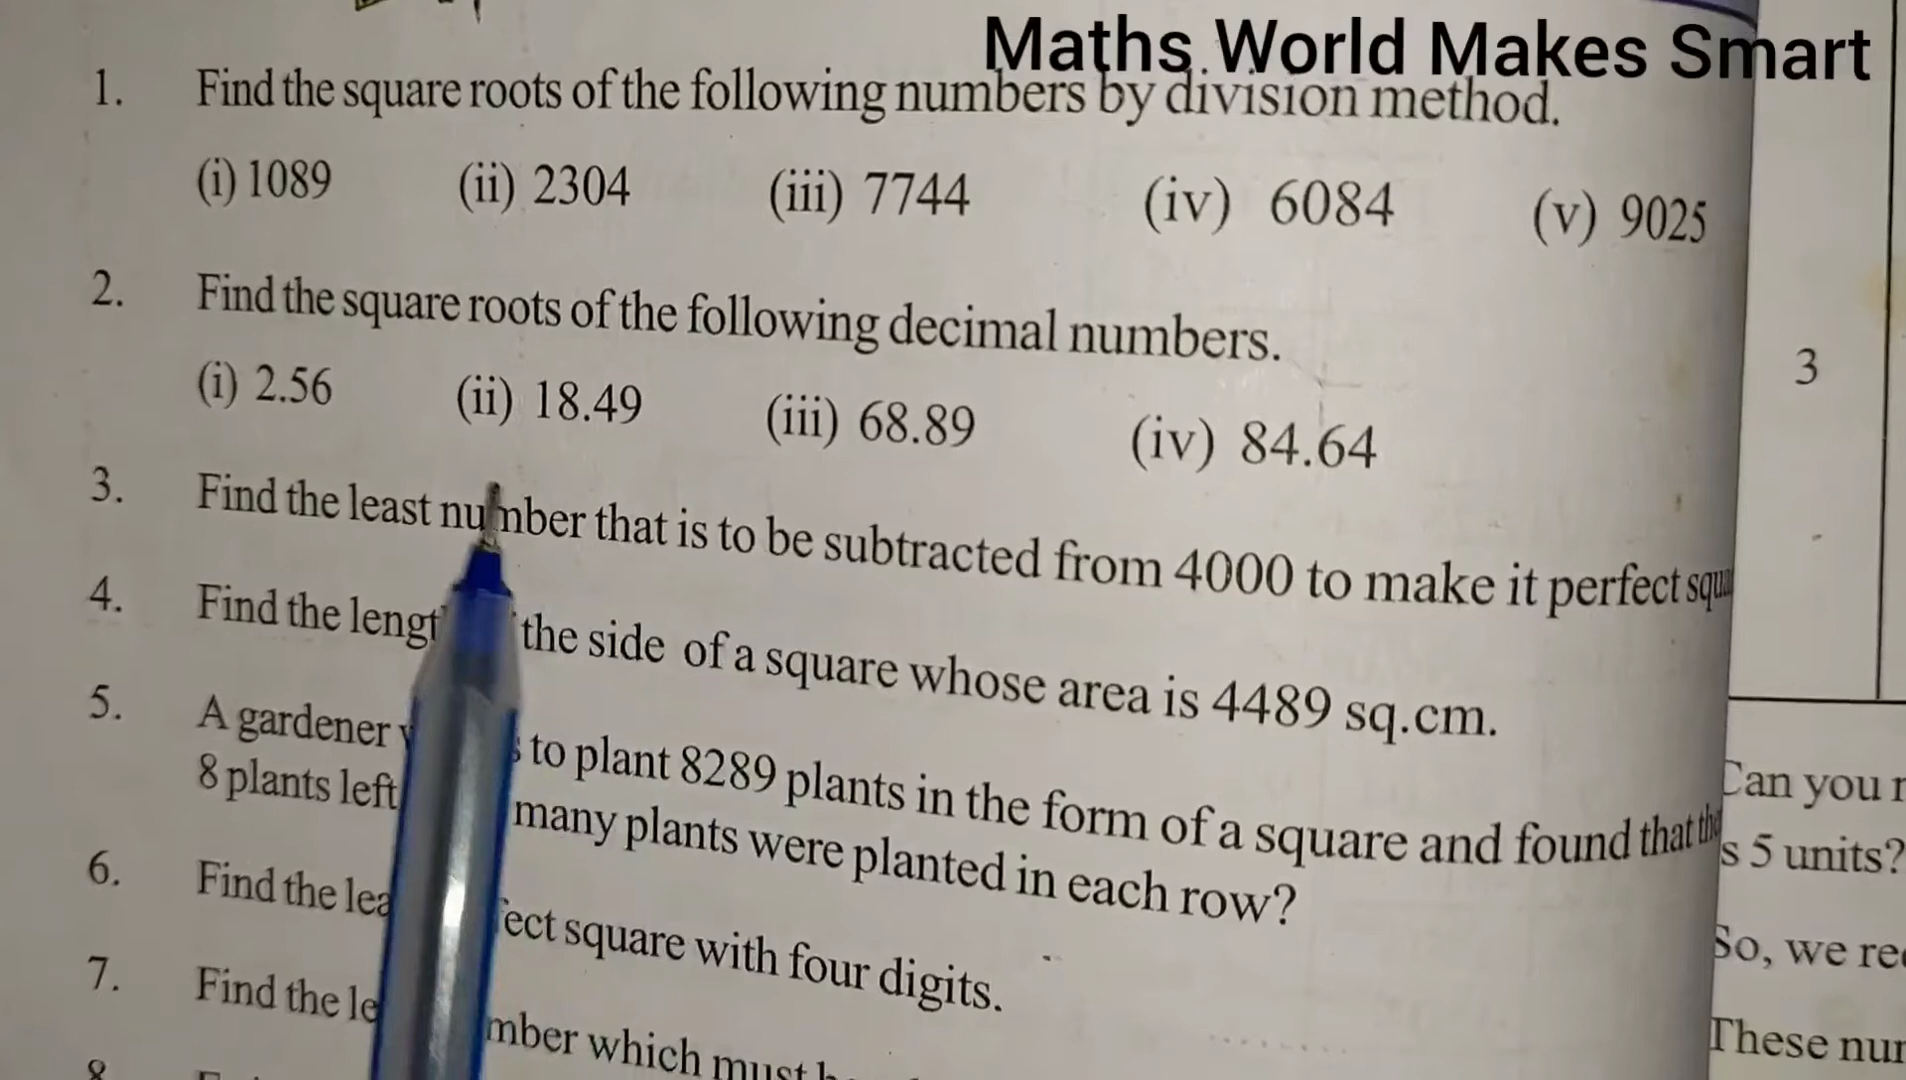 Maths World Makes Smart
1. Find the square roots of the following numbers by division method.
(i) 1089 (ii) 2304 (iii) 7744 (iv) 6084 (v) 9025
2. Find the square roots of the following decimal numbers.
(i) 2.56 (ii) 18.49 (iii) 68.89 (iv) 84.64
3. Find the least number that is to be subtracted from 4000 to make it perfect
4. Find the the side of a square whose area is 4489 sq.cm.
5. A gardener to plant 8289 plants in the form of a square and found that
8 plants left many plants were planted in each row?
6. Find the square with four digits.
7. Find the which must
8.
3
Can you
s 5 units?
So, we
These